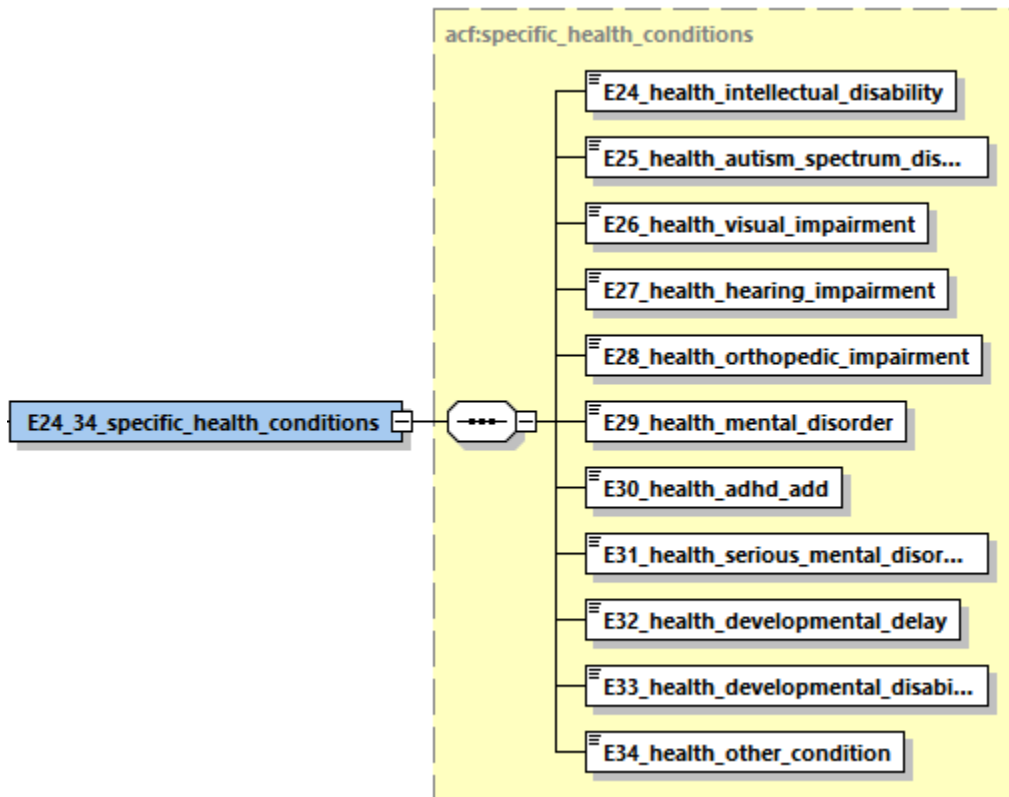 acf:specific_health_conditions
E24_health_intellectual_disability
E25_health_autism_spectrum_dis...
E26_health_visual_impairment
E27_health_hearing_impairment
E28_health_orthopedic_impairment
E24_34_specific_health_conditions
E29_health_mental_disorder
E30_health_adhd_add
E31_health_serious_mental_disor...
E32_health_developmental_delay
E33_health_developmental_disabi...
E34_health_other_condition